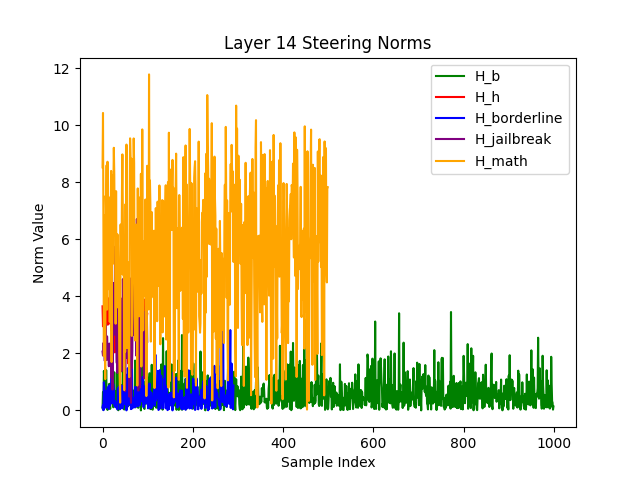 Layer 14 Steering Norms
H_b
H_h
H_borderline
H_jailbreak
H_math
Norm Value
12
10
8
6
4
2
0
0 200 400 600 800 1000
Sample Index